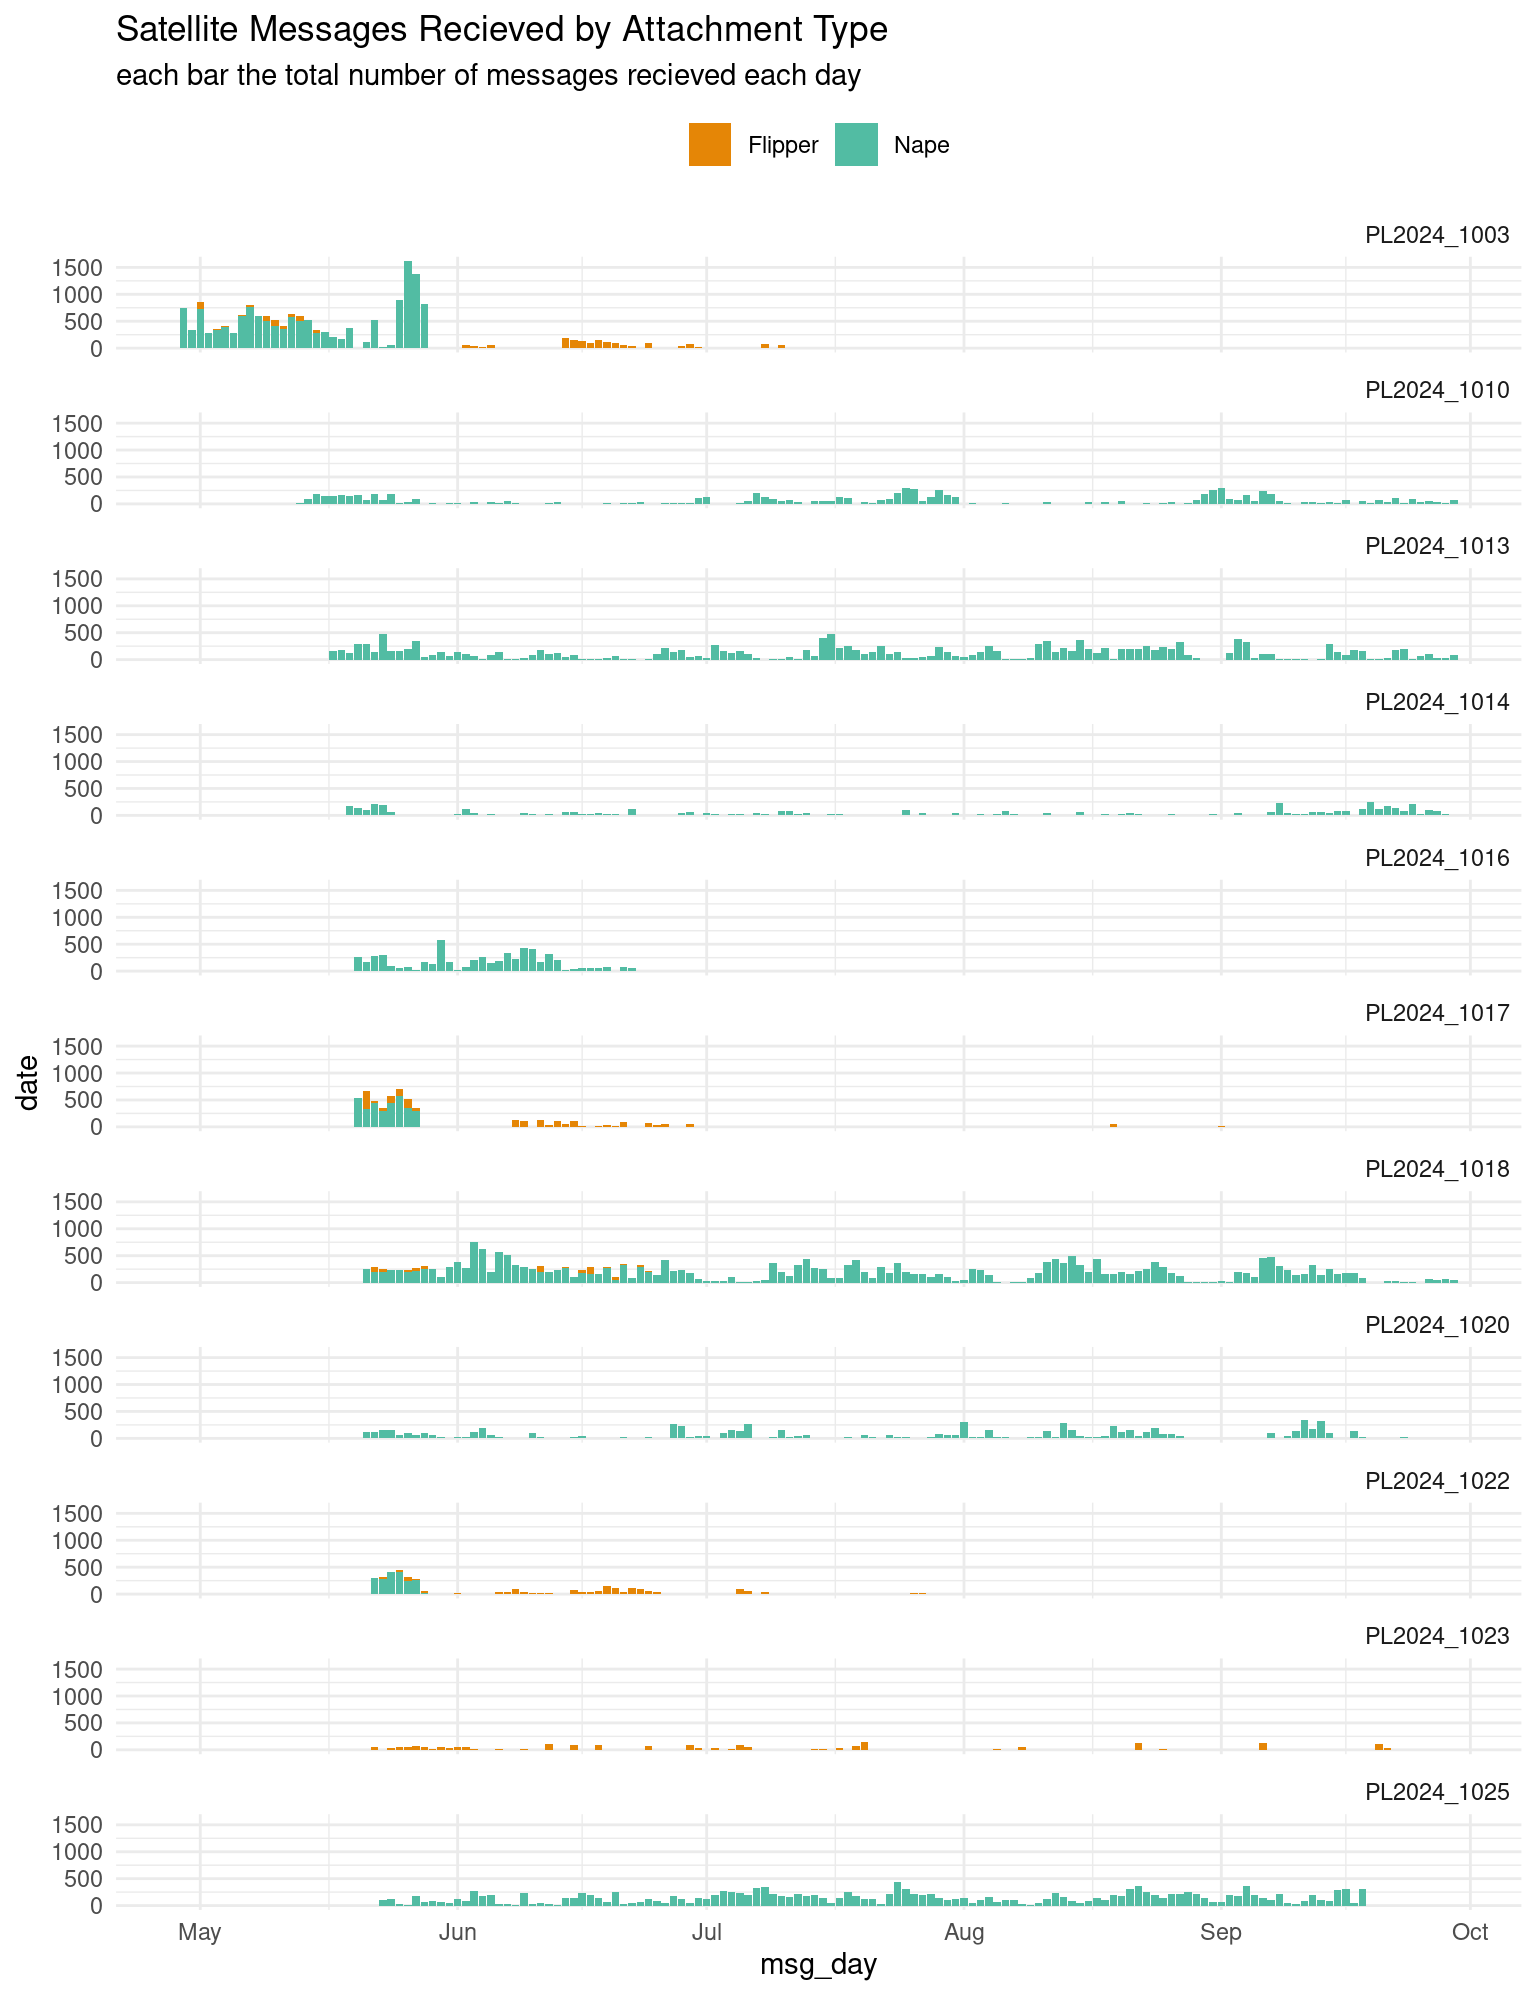 Satellite Messages Recieved by Attachment Type
each bar the total number of messages recieved each day
Flipper Nape
PL2024_1003
1500
1000
500
0
PL2024_1010
1500
1000
500
0
PL2024_1013
1500
1000
500
0
PL2024_1014
1500
1000
500
0
PL2024_1016
1500
1000
500
0
PL2024_1017
1500
1000
500
0
date
PL2024_1018
1500
1000
500
0
PL2024_1020
1500
1000
500
0
PL2024_1022
1500
1000
500
0
PL2024_1023
1500
1000
500
0
PL2024_1025
1500
1000
500
0
May Jun Jul Aug Sep Oct
msg_day